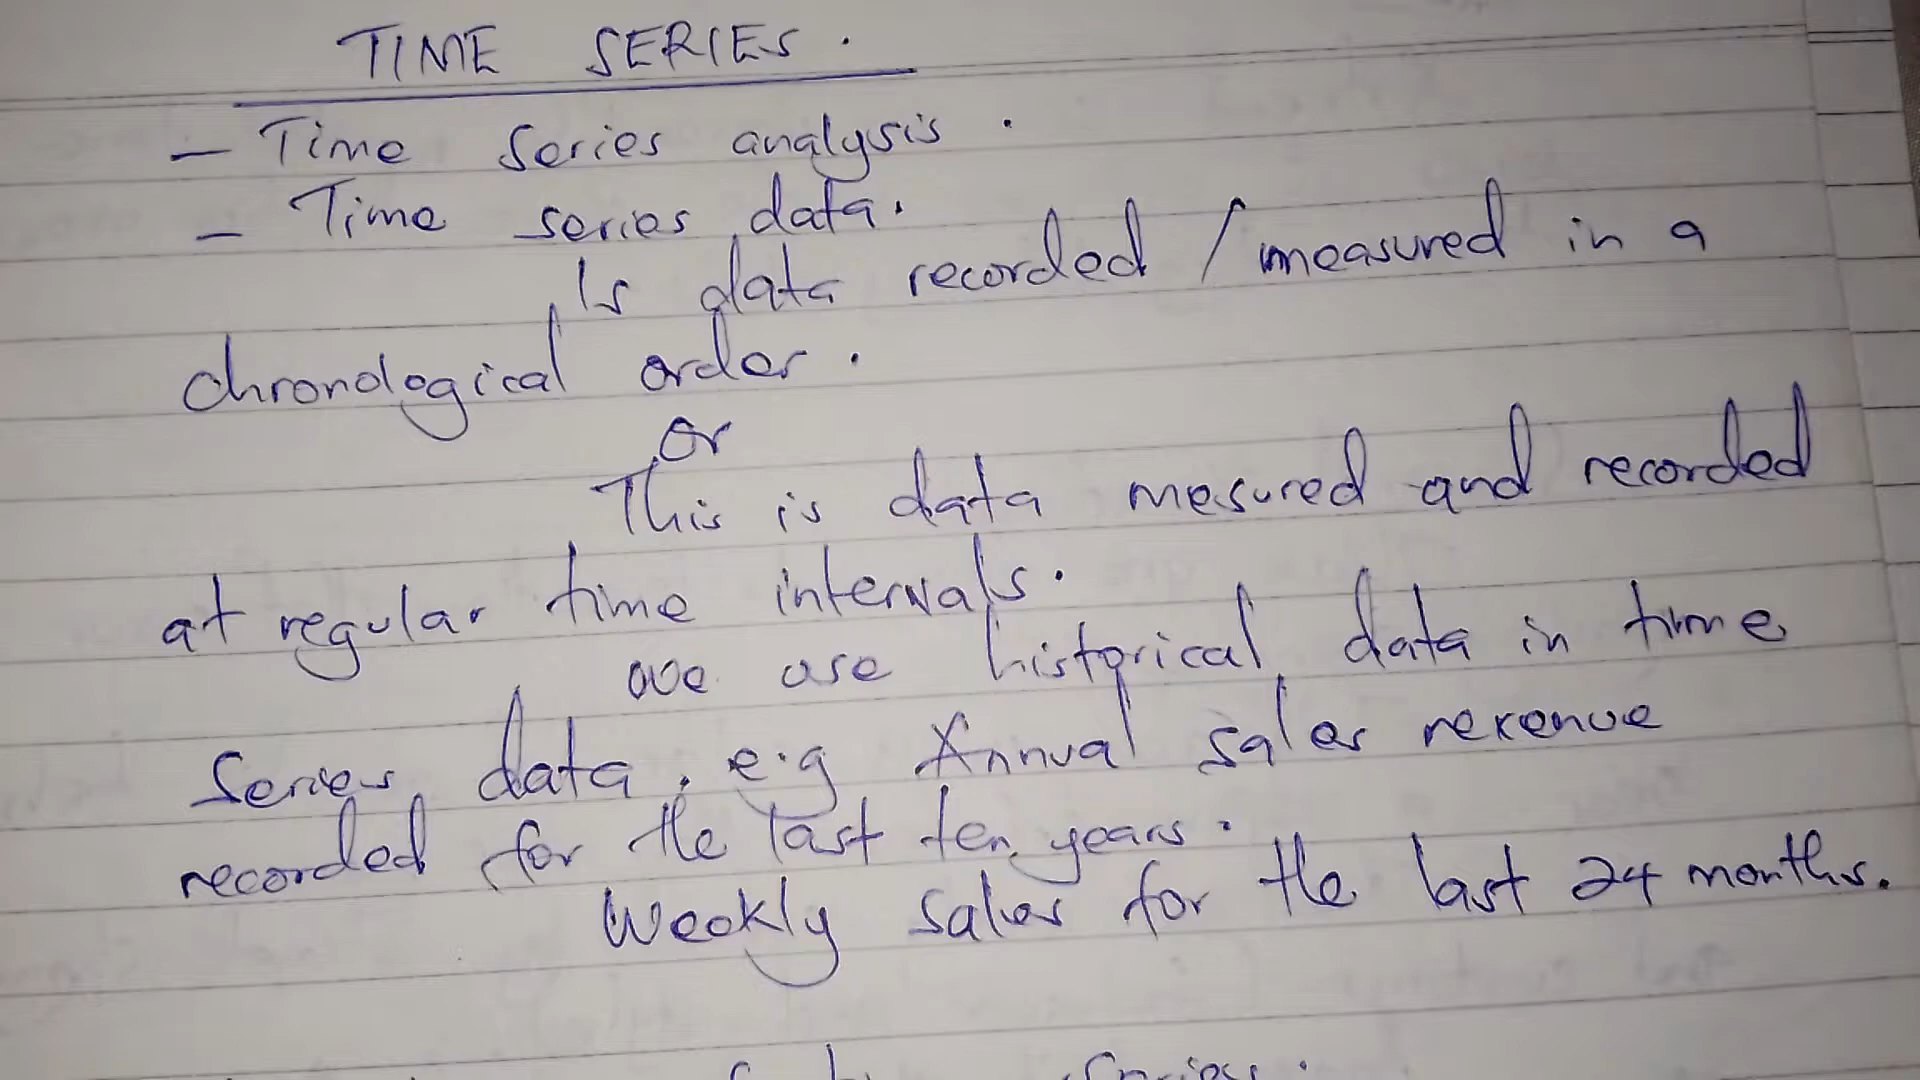 TIME SERIES.
- Time Series analysis.
- Time series data.
Is data recorded / measured in a
chronological order.
Or
This is data mesured and recorded
at regular time intervals.
we use historical data in time
Series data. e.g Annual sales revenue
recorded for the last ten years.
Weekly sales for the last 24 months.
Series.